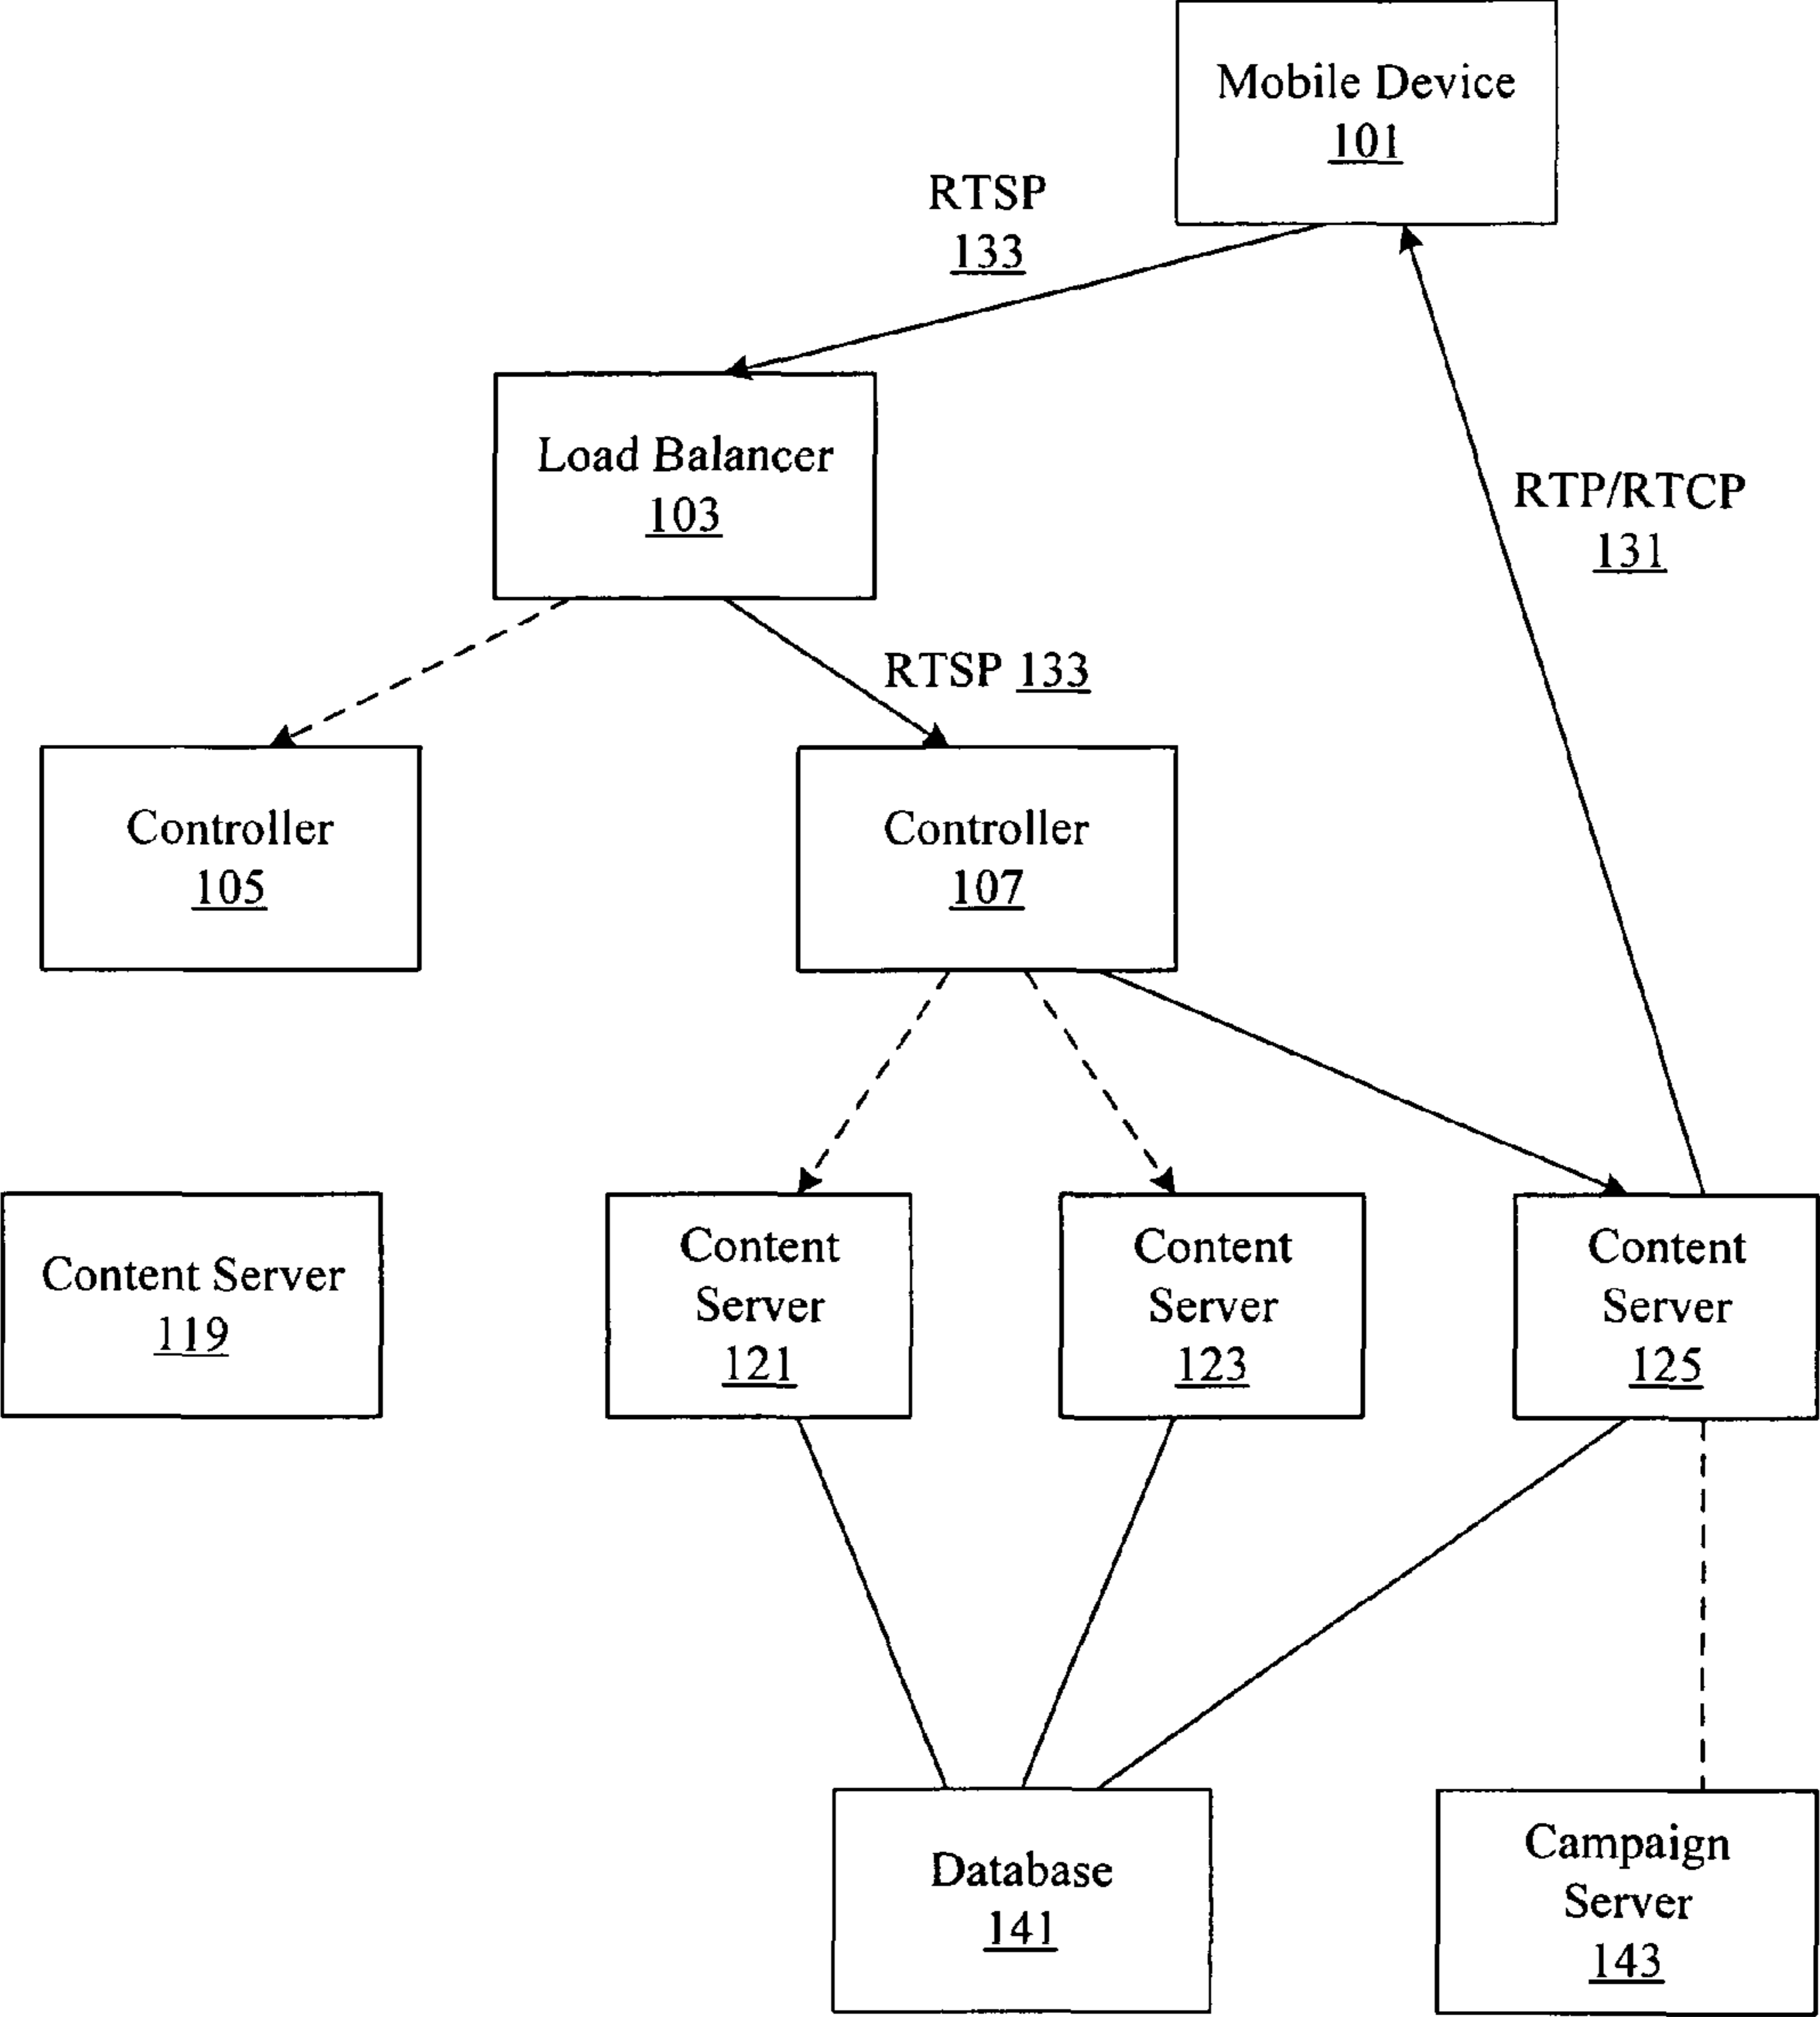 Mobile Device
101
RTSP
133
Load Balancer
103
RTP/RTCP
131
RTSP 133
Controller
105
Controller
107
Content Server
119
Content
Server
121
Content
Server
123
Content
Server
125
Database
141
Campaign
Server
143